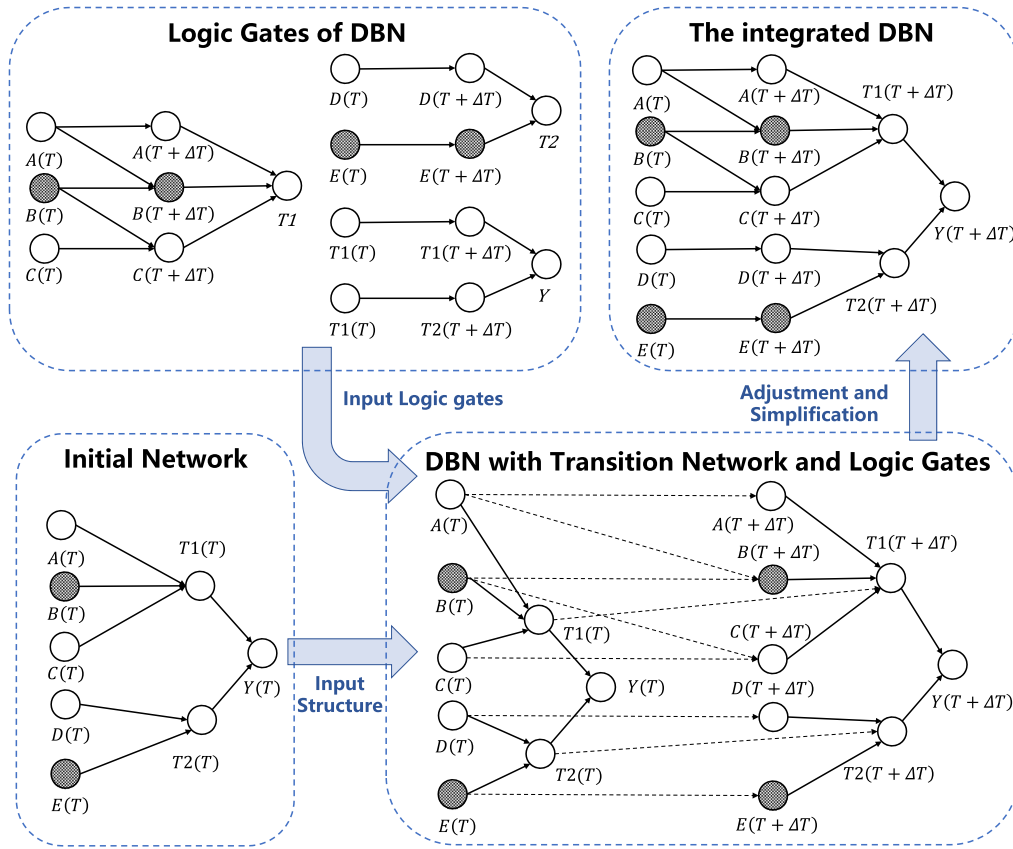 Logic Gates of DBN
A(T)
A(T + ΔT)
B(T)
B(T + ΔT)
T1
C(T)
C(T + ΔT)
D(T)
D(T + ΔT)
T2
E(T)
E(T + ΔT)
T1(T)
T1(T + ΔT)
Y
T1(T)
T2(T + ΔT)
The integrated DBN
A(T)
A(T + ΔT)
T1(T + ΔT)
B(T)
B(T + ΔT)
C(T)
C(T + ΔT)
Y(T + ΔT)
D(T)
D(T + ΔT)
T2(T + ΔT)
E(T)
E(T + ΔT)
Input Logic gates
Adjustment and
Simplification
Initial Network
A(T)
T1(T)
B(T)
C(T)
Y(T)
D(T)
T2(T)
E(T)
Input
Structure
DBN with Transition Network and Logic Gates
A(T)
A(T + ΔT)
T1(T + ΔT)
B(T + ΔT)
B(T)
T1(T)
C(T + ΔT)
C(T)
Y(T)
D(T + ΔT)
Y(T + ΔT)
D(T)
T2(T)
T2(T + ΔT)
E(T)
E(T + ΔT)